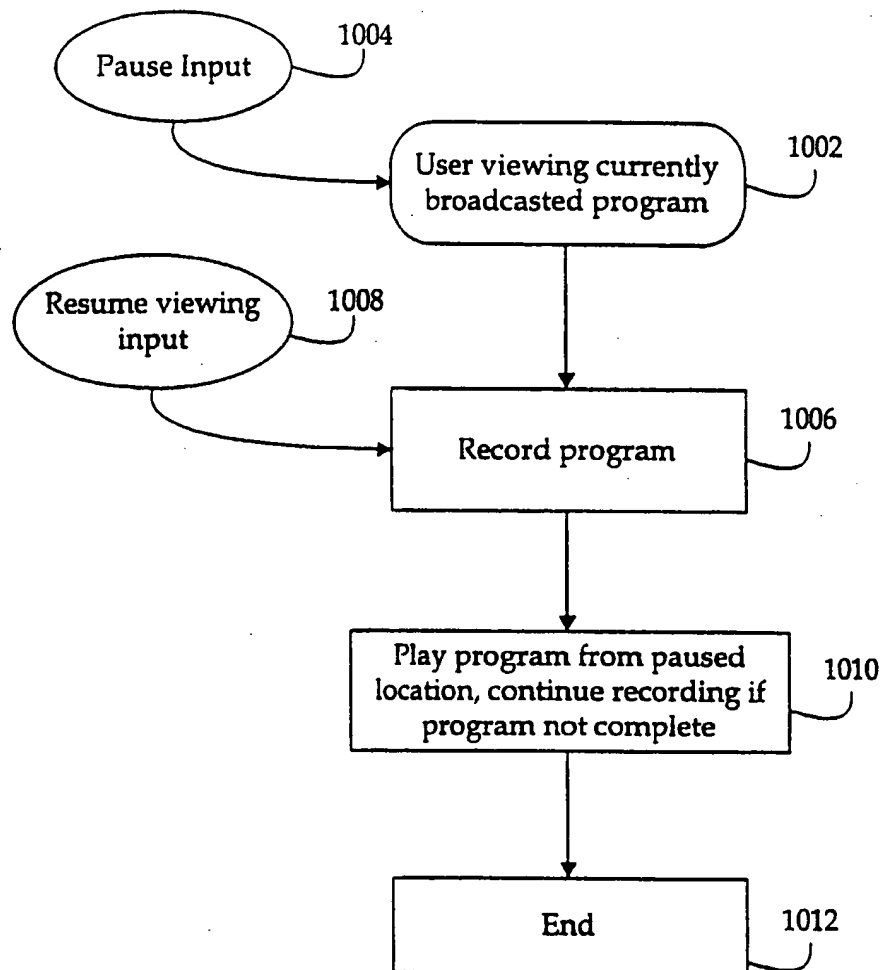 1004
Pause Input
1002
User viewing currently
broadcasted program
1008
Resume viewing
input
1006
Record program
1010
Play program from paused
location, continue recording if
program not complete
1012
End